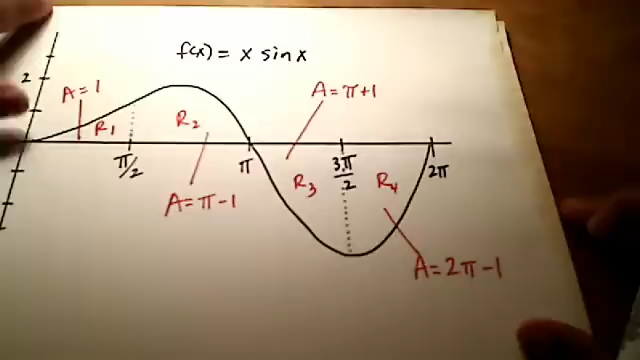 f(x) = x sin x
2
A = 1
A = π+1
R₁
R₂
π/2
π
3π/2
2π
R₃
R₄
A = π-1
A = 2π-1